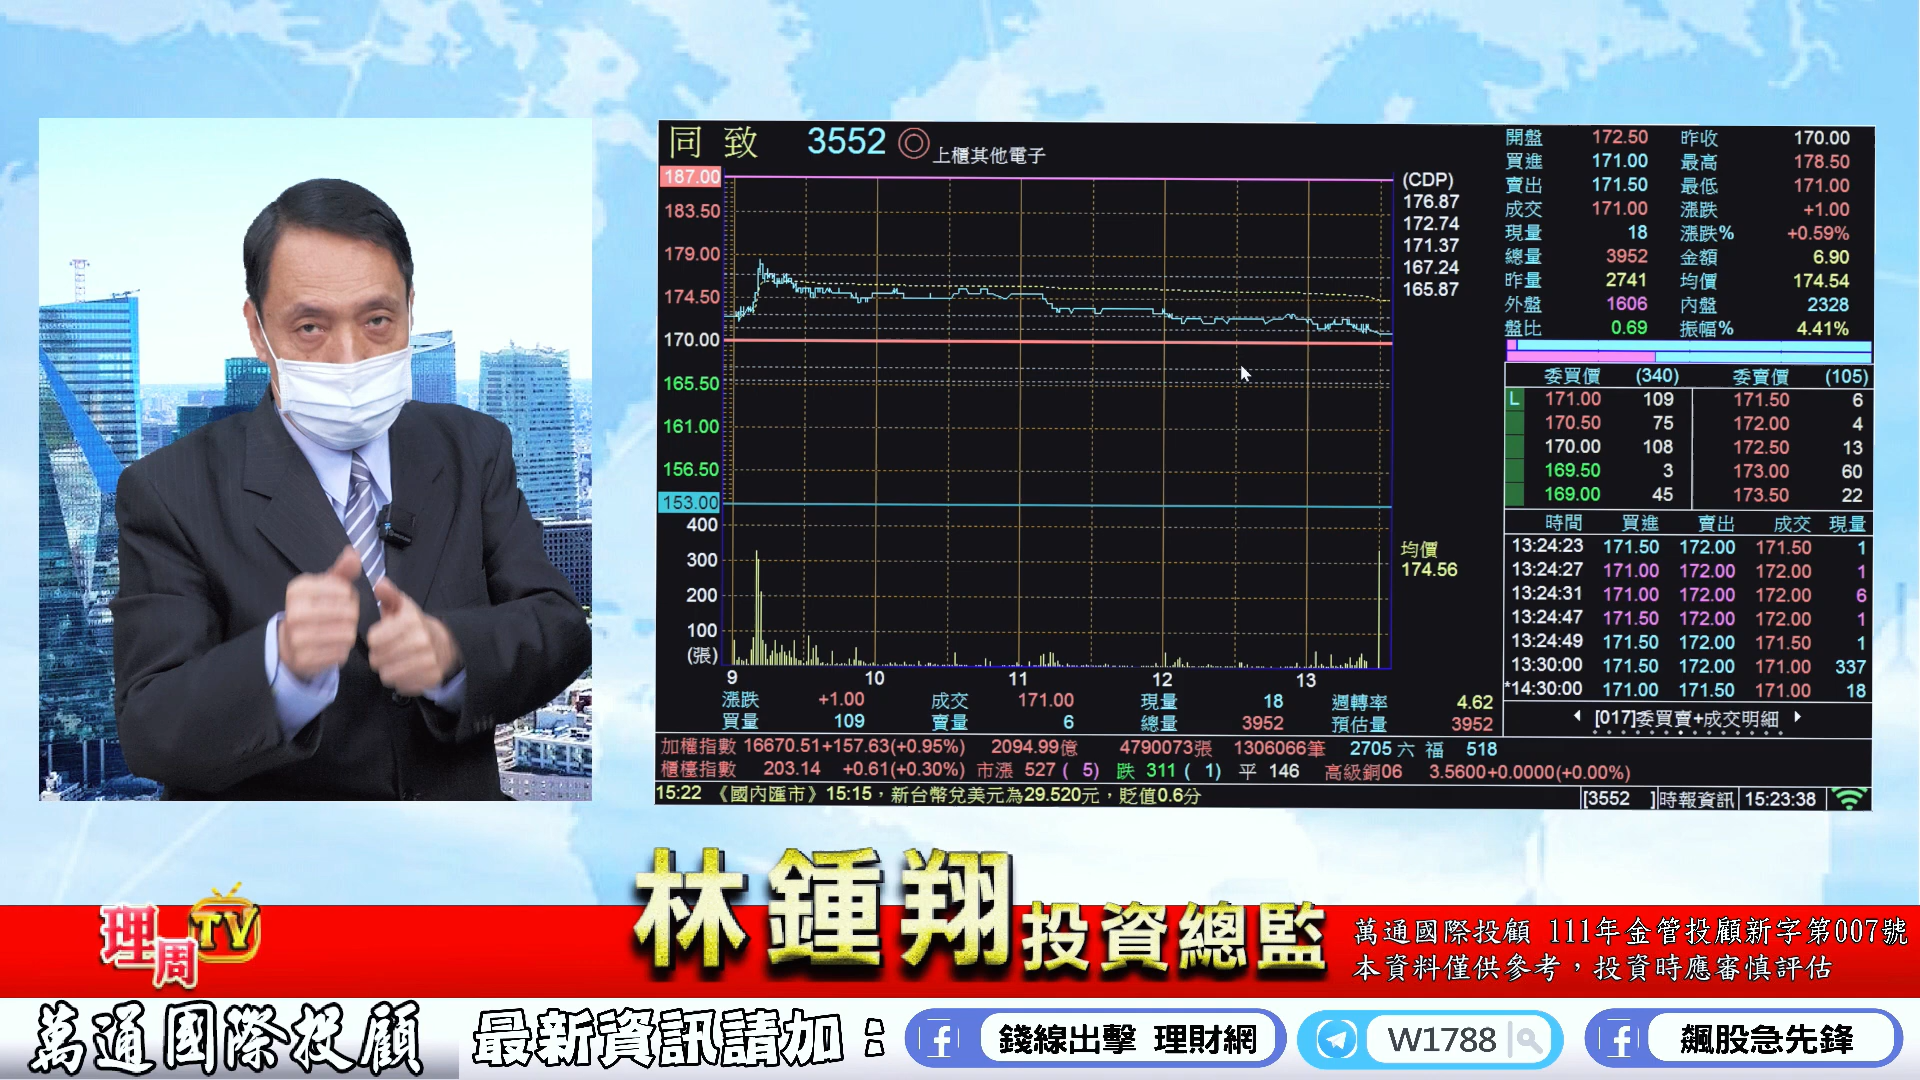 同致 3552 ◎ 上櫃其他電子
187.00
183.50
179.00
174.50
170.00
165.50
161.00
156.50
153.00
400
300
200
100
(張)
9 10 11 12 13
(CDP)
176.87
172.74
171.37
167.24
165.87
均價
174.56
漲跌 +1.00 成交 171.00 現量 18 週轉率 4.62
買量 109 賣量 6 總量 3952 預估量 3952
開盤 172.50 昨收 170.00
買進 171.00 最高 178.50
賣出 171.50 最低 171.00
成交 171.00 漲跌 +1.00
現量 18 漲跌% +0.59%
總量 3952 金額 6.90
昨量 2741 均價 174.54
外盤 1606 內盤 2328
盤比 0.69 振幅% 4.41%
委買價 (340) 委賣價 (105)
L 171.00 109 171.50 6
170.50 75 172.00 4
170.00 108 172.50 13
169.50 3 173.00 60
169.00 45 173.50 22
時間 買進 賣出 成交 現量
13:24:23 171.50 172.00 171.50 1
13:24:27 171.00 172.00 172.00 1
13:24:31 171.00 172.00 172.00 6
13:24:47 171.50 172.00 172.00 1
13:24:49 171.50 172.00 171.50 1
13:30:00 171.50 172.00 171.00 337
*14:30:00 171.00 171.50 171.00 18
[017]委買賣+成交明細
加權指數 16670.51+157.63(+0.95%) 2094.99億 4790073張 1306066筆 2705 六福 518
櫃檯指數 203.14 +0.61(+0.30%) 市漲 527 ( 5) 跌 311 ( 1) 平 146 高級銅06 3.5600+0.0000(+0.00%)
15:22 《國內匯市》15:15，新台幣兌美元為29.520元，貶值0.6分 [3552 ] 時報資訊 15:23:38
理周TV
林鍾翔 投資總監
萬通國際投顧 111年金管投顧新字第007號
本資料僅供參考，投資時應審慎評估
萬通國際投顧
最新資訊請加：
錢線出擊 理財網
W1788
飆股急先鋒